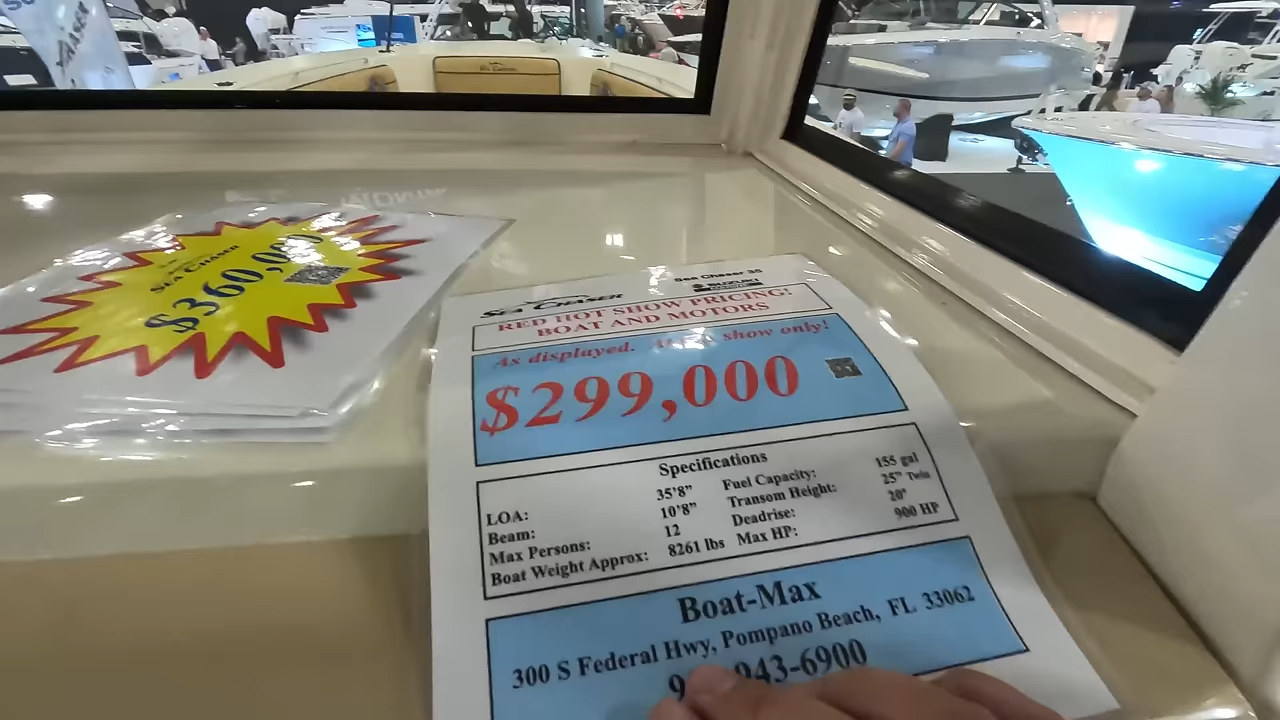 SEA CHASER
$360,000
SEA CHASER
Sea Chaser 35
SUZUKI
RED HOT SHOW PRICING!
BOAT AND MOTORS
As displayed. show only!
$299,000
Specifications
LOA: 35'8" Fuel Capacity: 155 gal
Beam: 10'8" Transom Height: 25" Twin
Max Persons: 12 Deadrise: 20°
Boat Weight Approx: 8261 lbs Max HP: 900 HP
Boat-Max
300 S Federal Hwy, Pompano Beach, FL 33062
943-6900